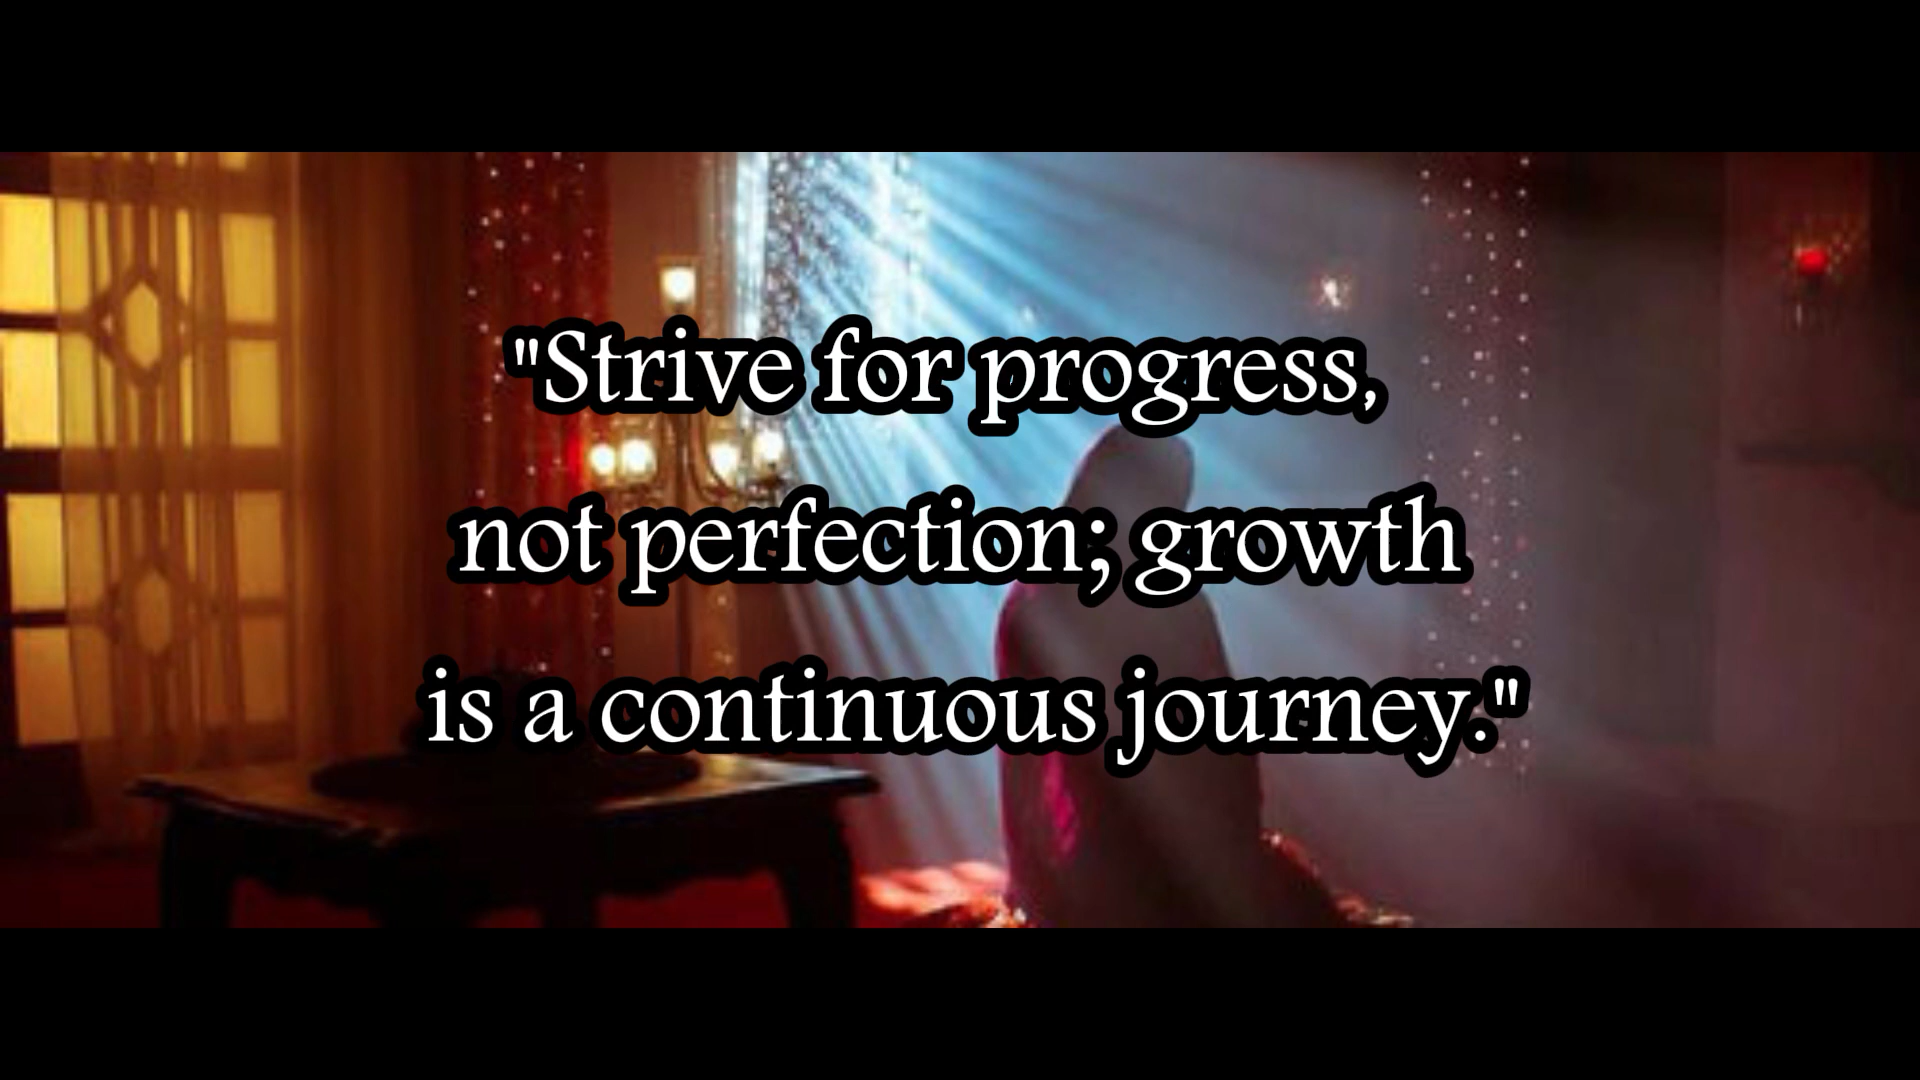 "Strive for progress,
not perfection; growth
is a continuous journey."